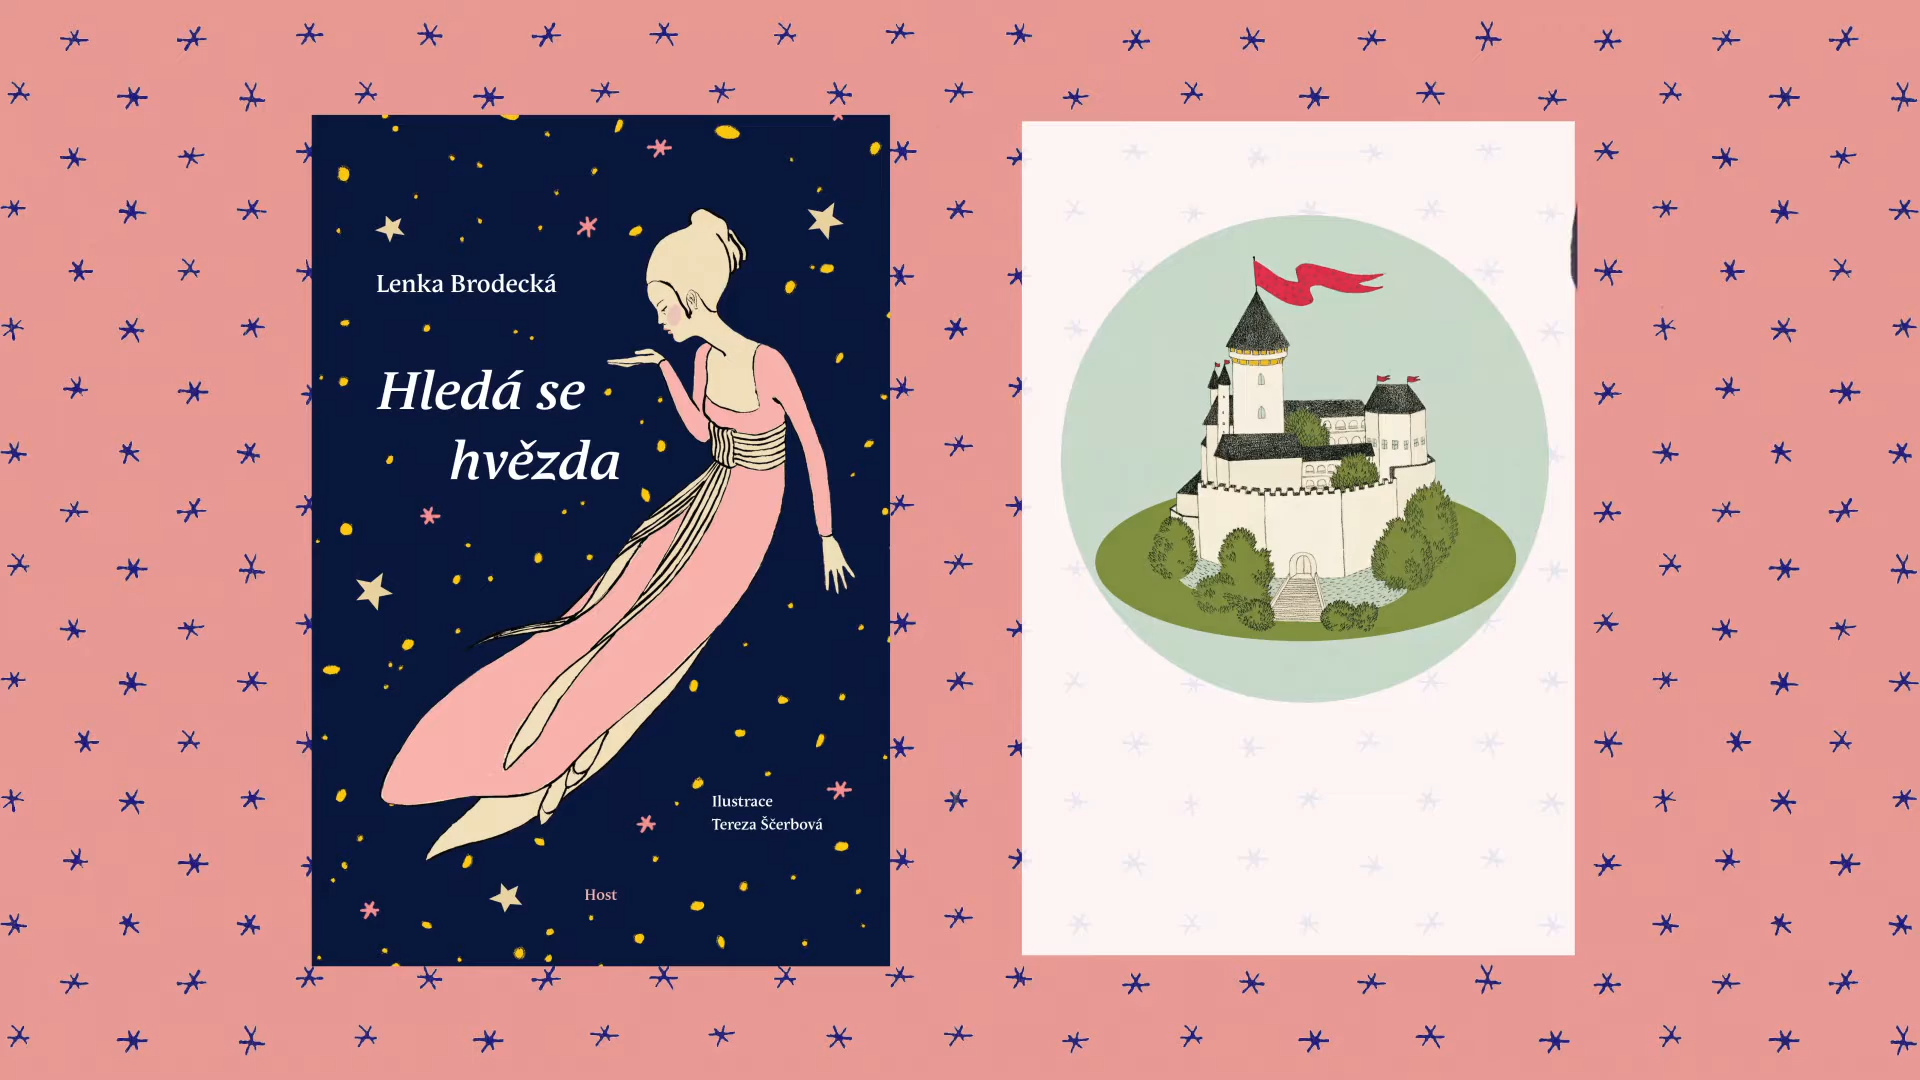 Lenka Brodecká
Hledá se
hvězda
Ilustrace
Tereza Ščerbová
Host